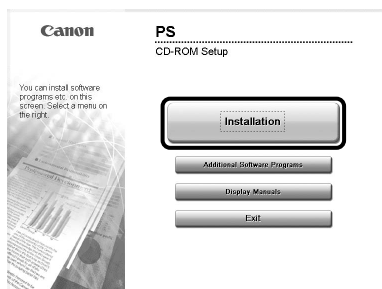 Canon
PS
CD-ROM Setup
You can install software
programs etc. on this
screen. Select a menu on
the right.
Installation
Additional Software Programs
Display Manuals
Exit